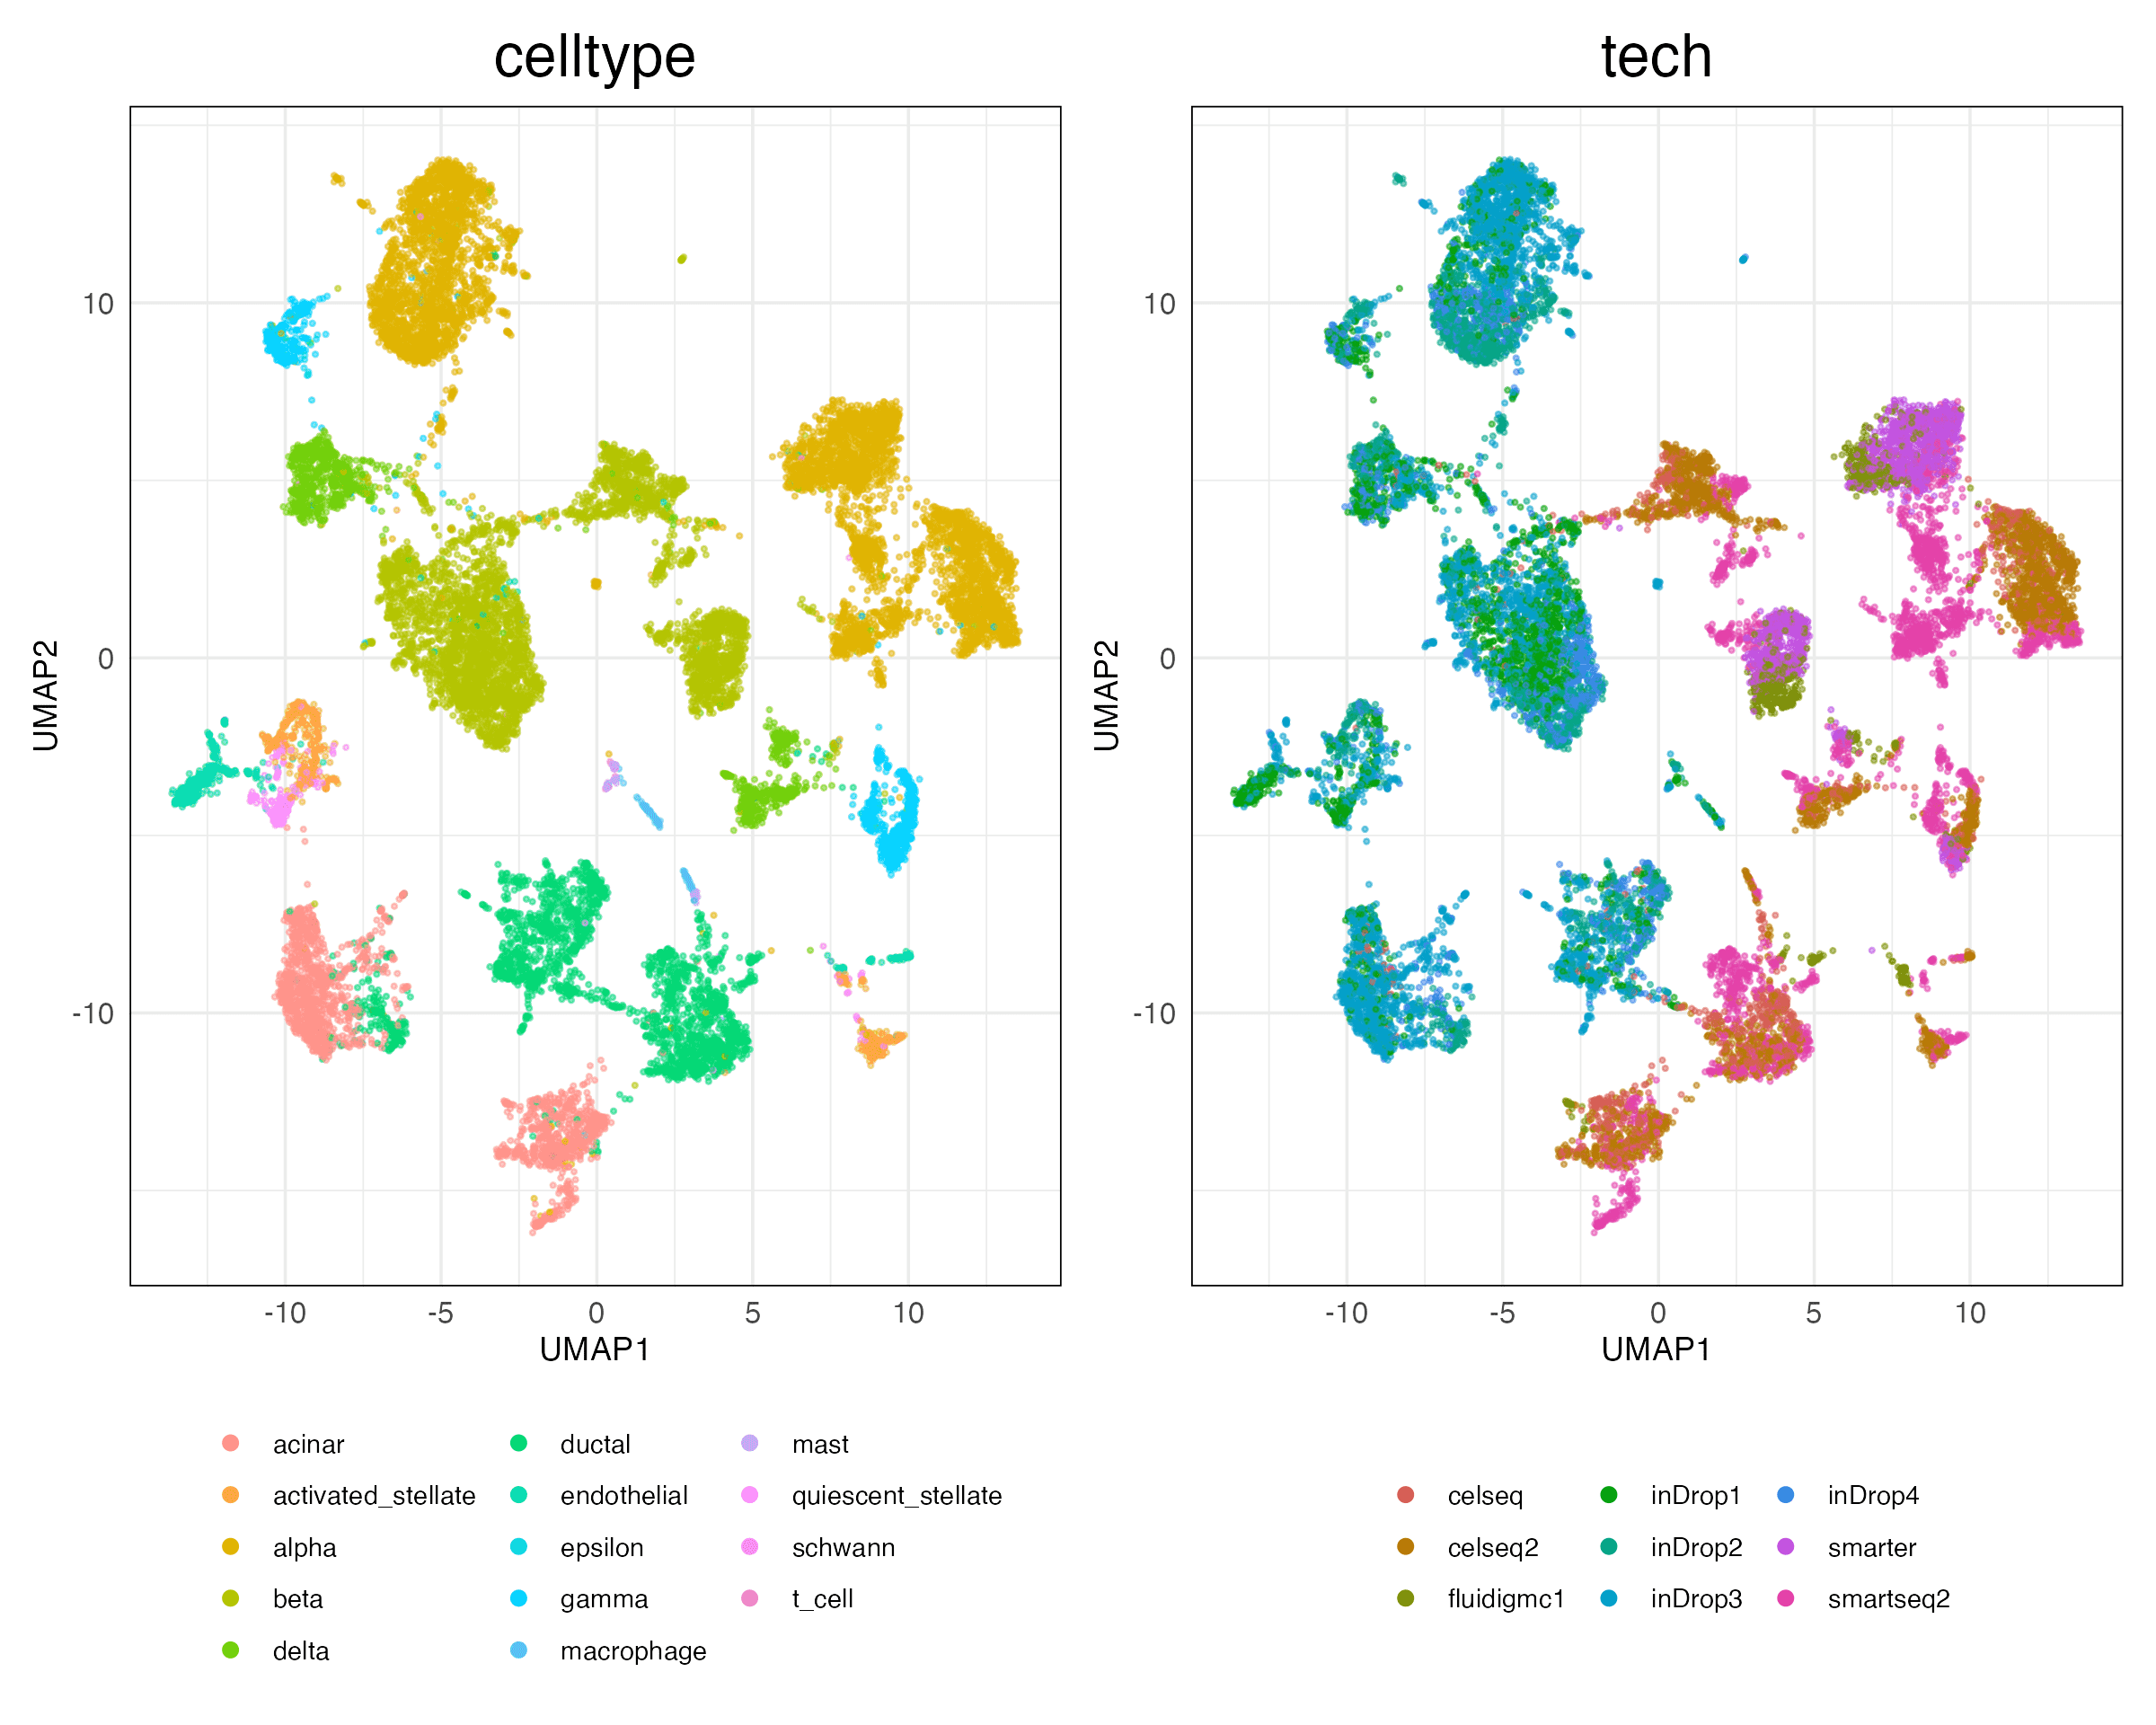 celltype
tech
10
0
-10
UMAP2
-10 -5 0 5 10
UMAP1
10
0
-10
UMAP2
-10 -5 0 5 10
UMAP1
acinar ductal mast
activated_stellate endothelial quiescent_stellate
alpha epsilon schwann
beta gamma t_cell
delta macrophage
celseq inDrop1 inDrop4
celseq2 inDrop2 smarter
fluidigmc1 inDrop3 smartseq2